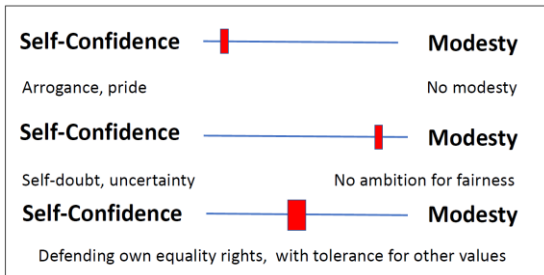 Self-Confidence Modesty
Arrogance, pride No modesty
Self-Confidence Modesty
Self-doubt, uncertainty No ambition for fairness
Self-Confidence Modesty
Defending own equality rights, with tolerance for other values